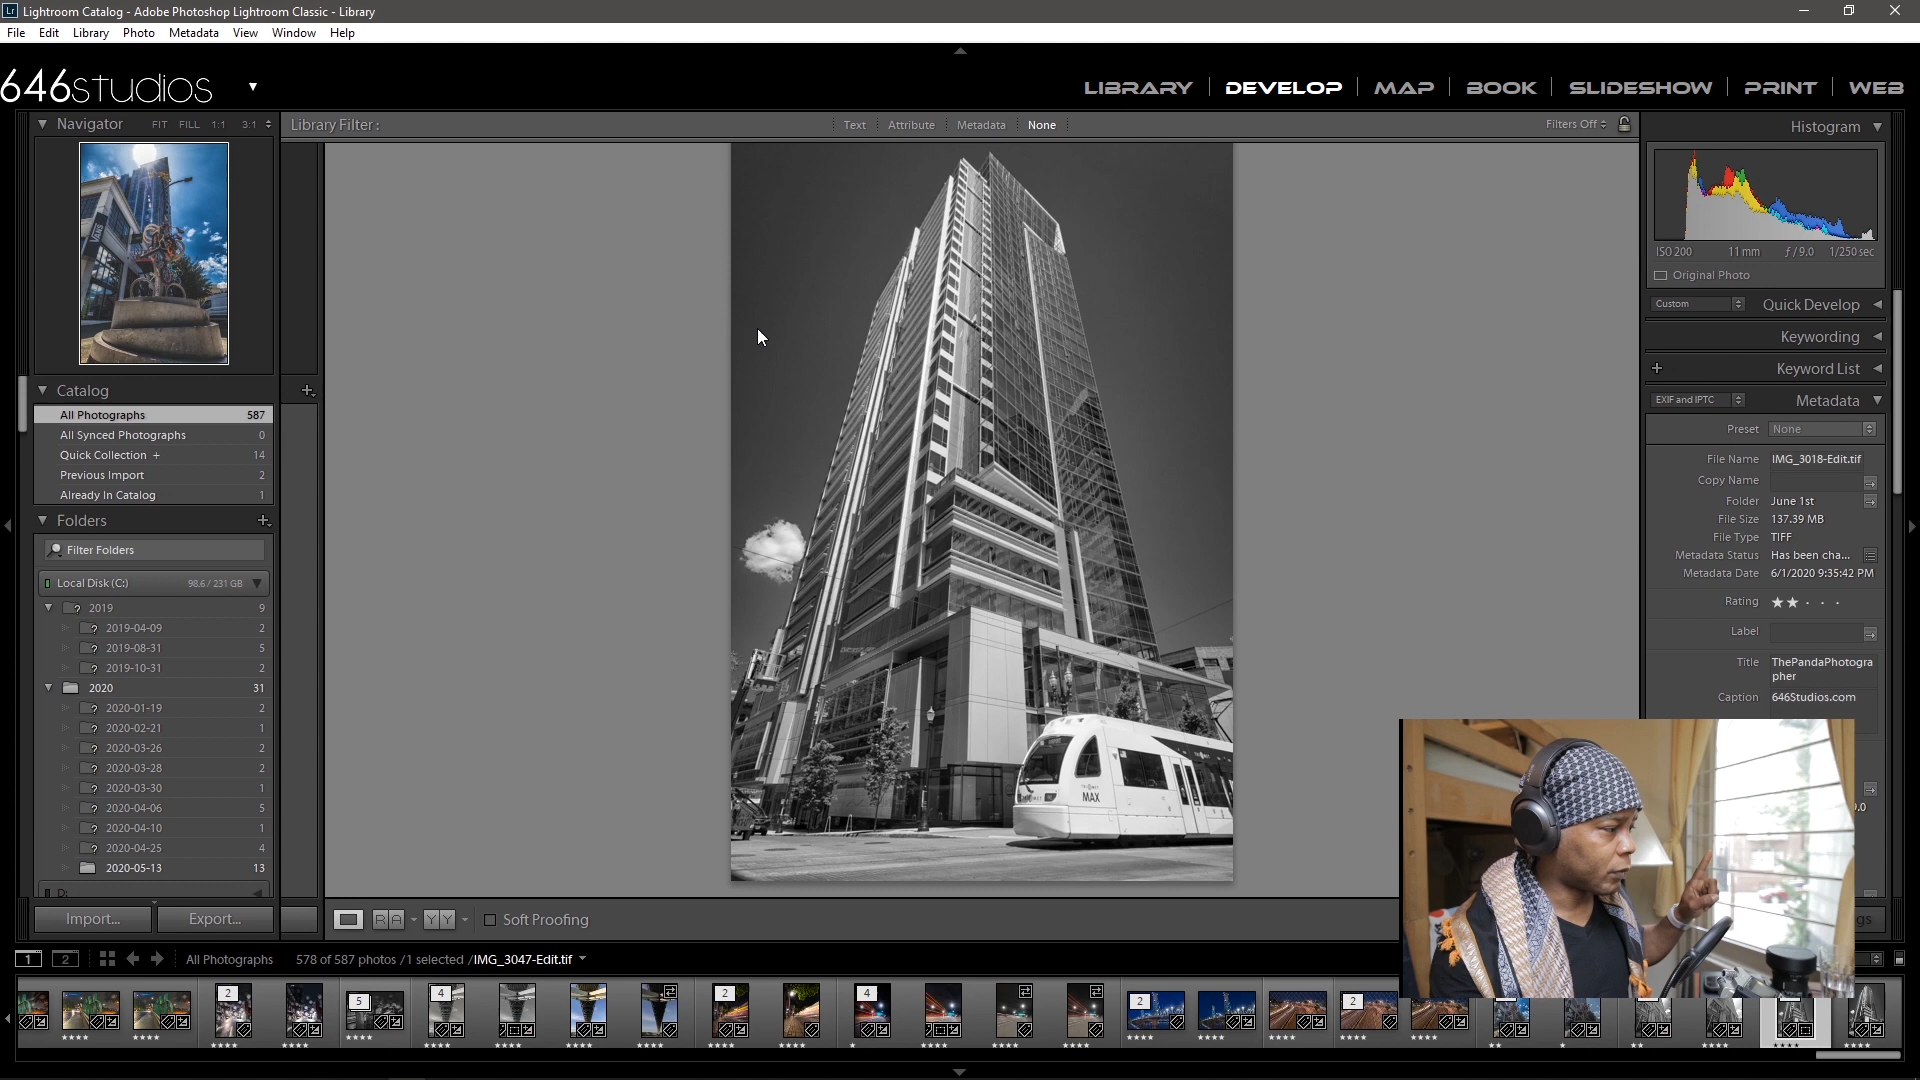 Lr Lightroom Catalog - Adobe Photoshop Lightroom Classic - Library
File Edit Library Photo Metadata View Window Help
646studios
LIBRARY DEVELOP MAP BOOK SLIDESHOW PRINT WEB
Navigator FIT FILL 1:1 3:1
Library Filter : Text Attribute Metadata None Filters Off
Histogram
VANS
ISO 200 11 mm ƒ / 9.0 1/250 sec
Original Photo
Custom Quick Develop
Keywording
Keyword List
EXIF and IPTC Metadata
Preset None
File Name IMG_3018-Edit.tif
Copy Name
Folder June 1st
File Size 137.39 MB
File Type TIFF
Metadata Status Has been cha...
Metadata Date 6/1/2020 9:35:42 PM
Rating
Label
Title ThePandaPhotogra
pher
Caption 646Studios.com
Catalog
All Photographs 587
All Synced Photographs 0
Quick Collection + 14
Previous Import 2
Already In Catalog 1
Folders
Filter Folders
Local Disk (C:) 98.6 / 231 GB
2019 9
2019-04-09 2
2019-08-31 5
2019-10-31 2
2020 31
2020-01-19 2
2020-02-21 1
2020-03-26 2
2020-03-28 2
2020-03-30 1
2020-04-06 5
2020-04-10 1
2020-04-25 4
2020-05-13 13
D:
MAX
Import... Export...
R A Y Y Soft Proofing
1 2 All Photographs 578 of 587 photos / 1 selected / IMG_3047-Edit.tif
2 5 4 2 4 2 2